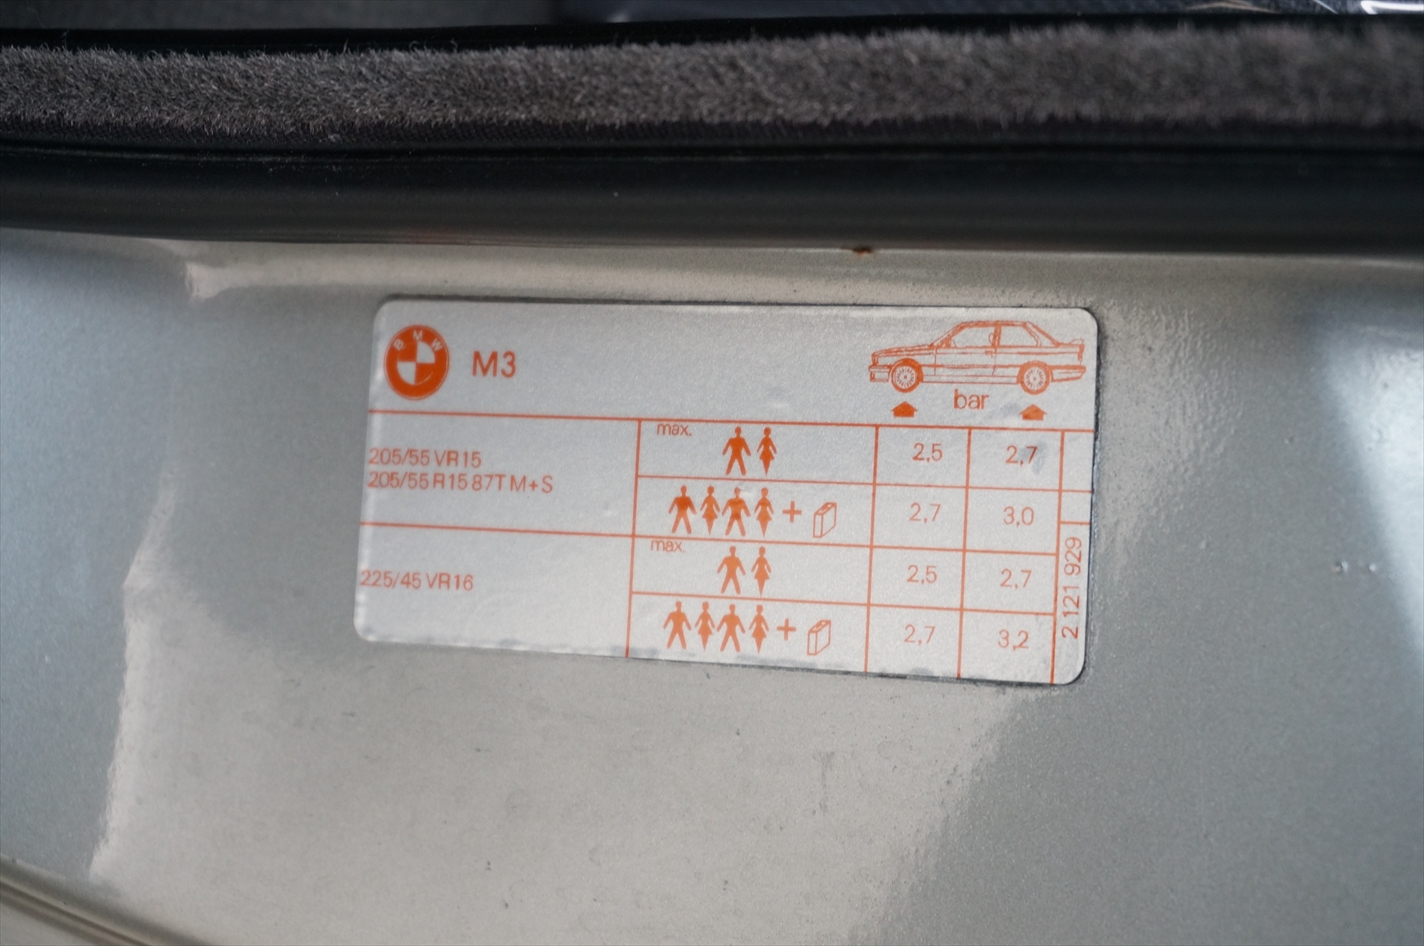 BMW
M3
bar
205/55 VR15
205/55 R15 87T M+S
max.
2,5 2,7
+ 2,7 3,0
225/45 VR16
max.
2,5 2,7
+ 2,7 3,2
2 121 929